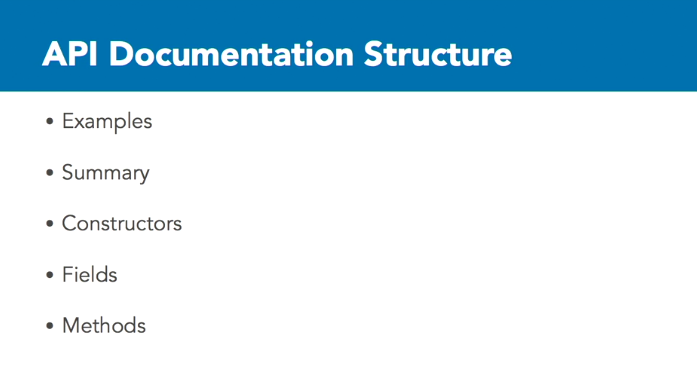 API Documentation Structure
• Examples
• Summary
• Constructors
• Fields
• Methods